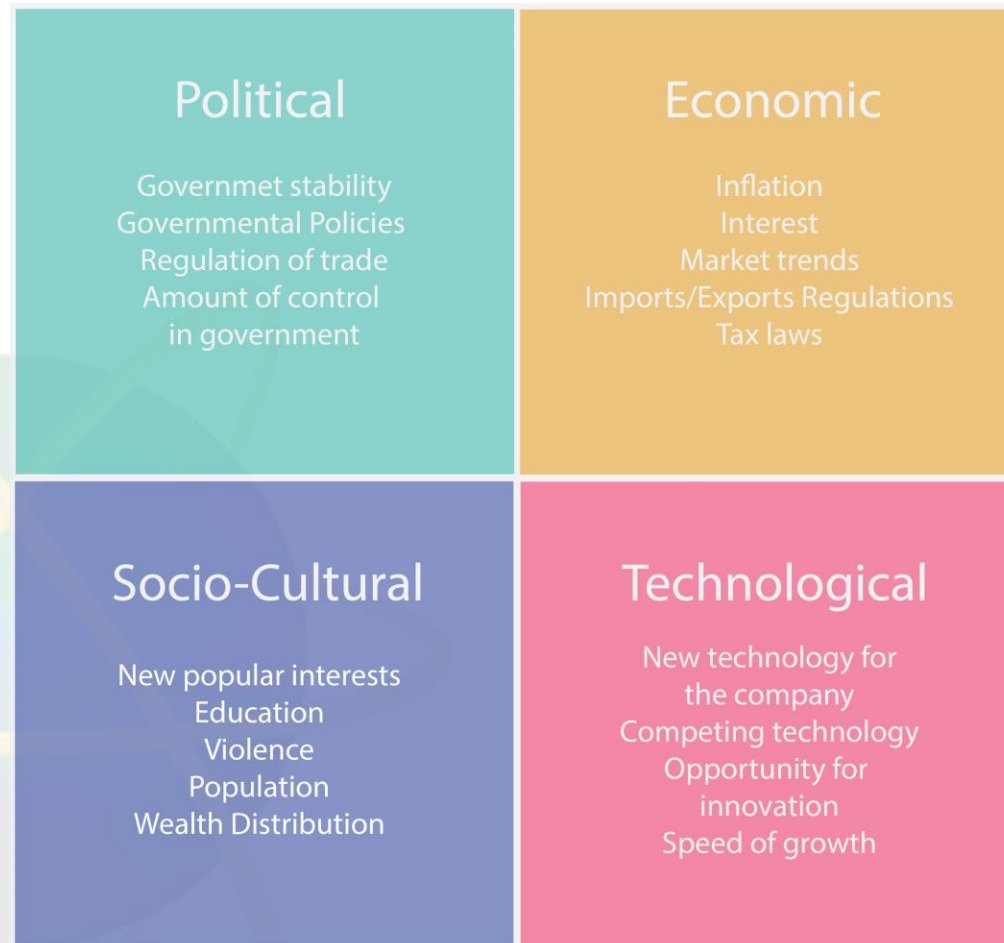 Political
Governmet stability
Governmental Policies
Regulation of trade
Amount of control
in government
Economic
Inflation
Interest
Market trends
Imports/Exports Regulations
Tax laws
Socio-Cultural
New popular interests
Education
Violence
Population
Wealth Distribution
Technological
New technology for
the company
Competing technology
Opportunity for
innovation
Speed of growth